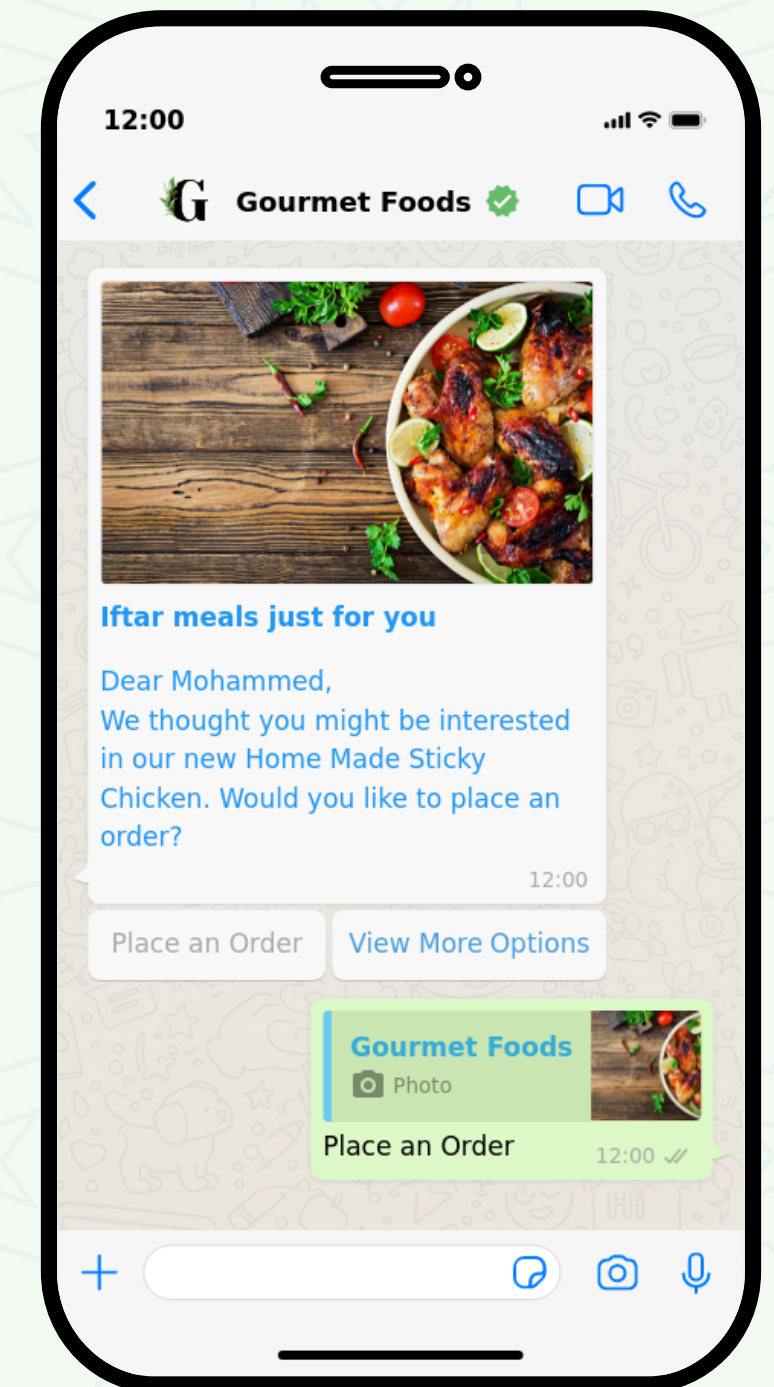 12:00
G
Gourmet Foods
Iftar meals just for you
Dear Mohammed,
We thought you might be interested
in our new Home Made Sticky
Chicken. Would you like to place an
order?
12:00
Place an Order
View More Options
Gourmet Foods
Photo
Place an Order
12:00
Hi